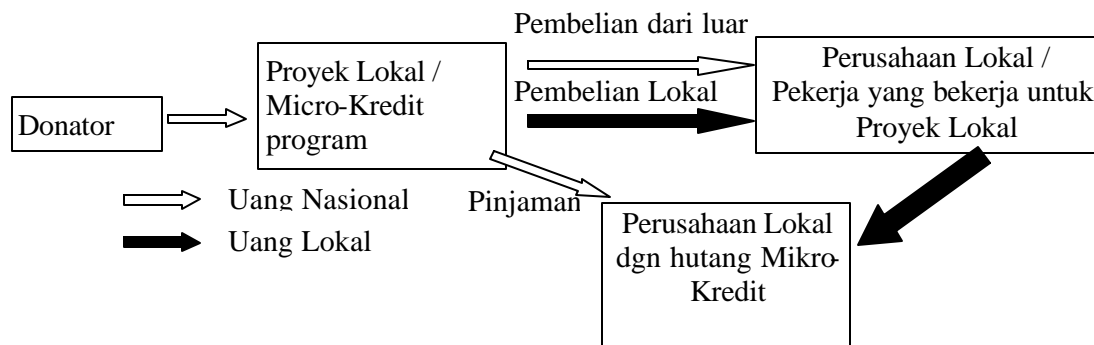 Pembelian dari luar
Donator
Proyek Lokal /
Micro-Kredit
program
Pembelian Lokal
Perusahaan Lokal /
Pekerja yang bekerja untuk
Proyek Lokal
Uang Nasional
Uang Lokal
Pinjaman
Perusahaan Lokal
dgn hutang Mikro-
Kredit